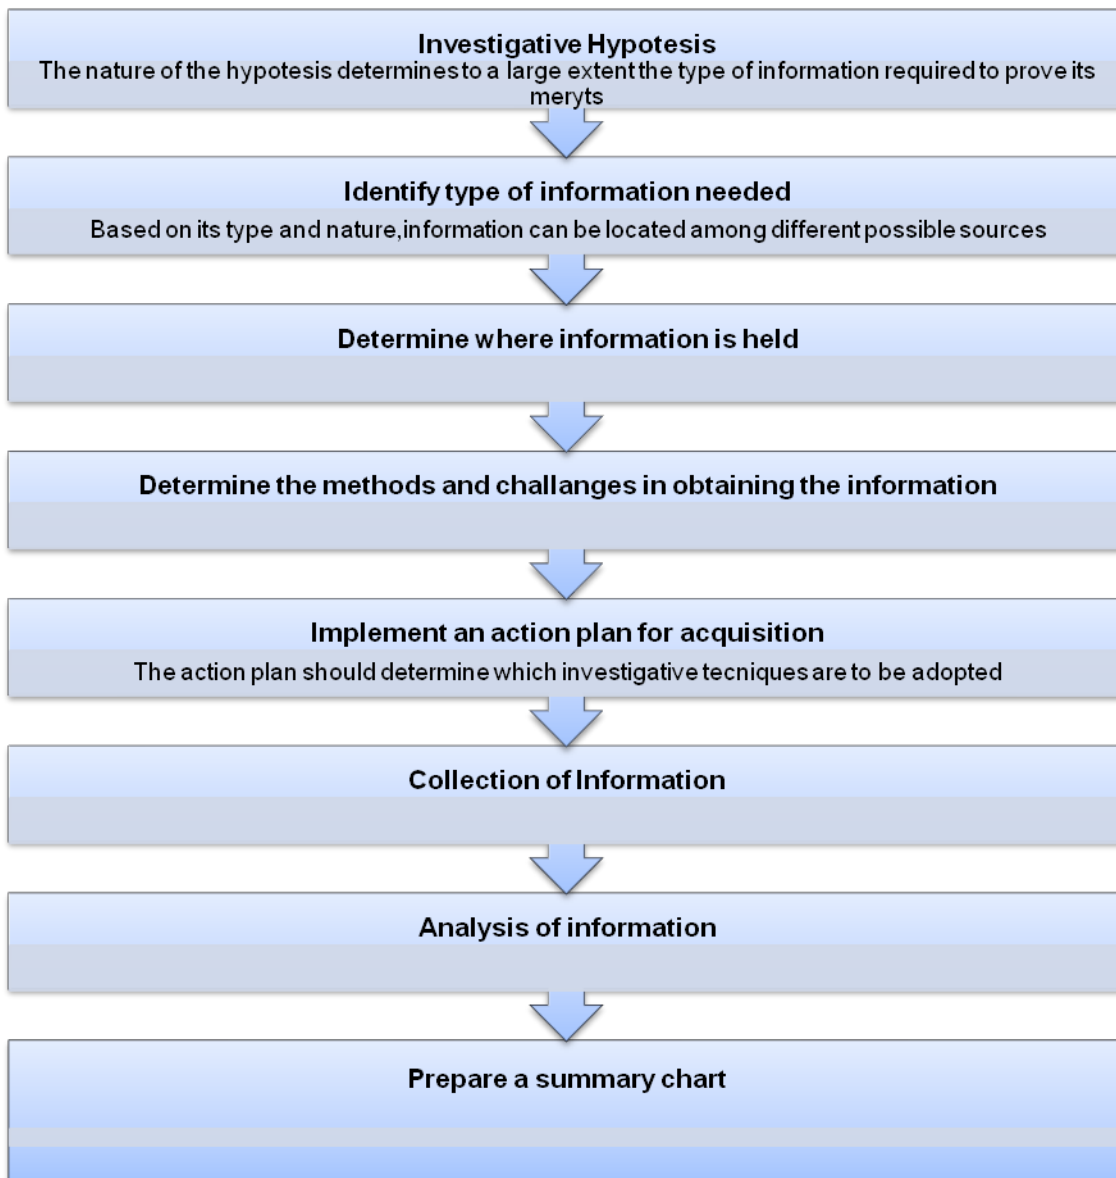 Investigative Hypotesis
The nature of the hypotesis determines to a large extent the type of information required to prove its
meryts
Identify type of information needed
Based on its type and nature, information can be located among different possible sources
Determine where information is held
Determine the methods and challanges in obtaining the information
Implement an action plan for acquisition
The action plan should determine which investigative tecniques are to be adopted
Collection of Information
Analysis of information
Prepare a summary chart